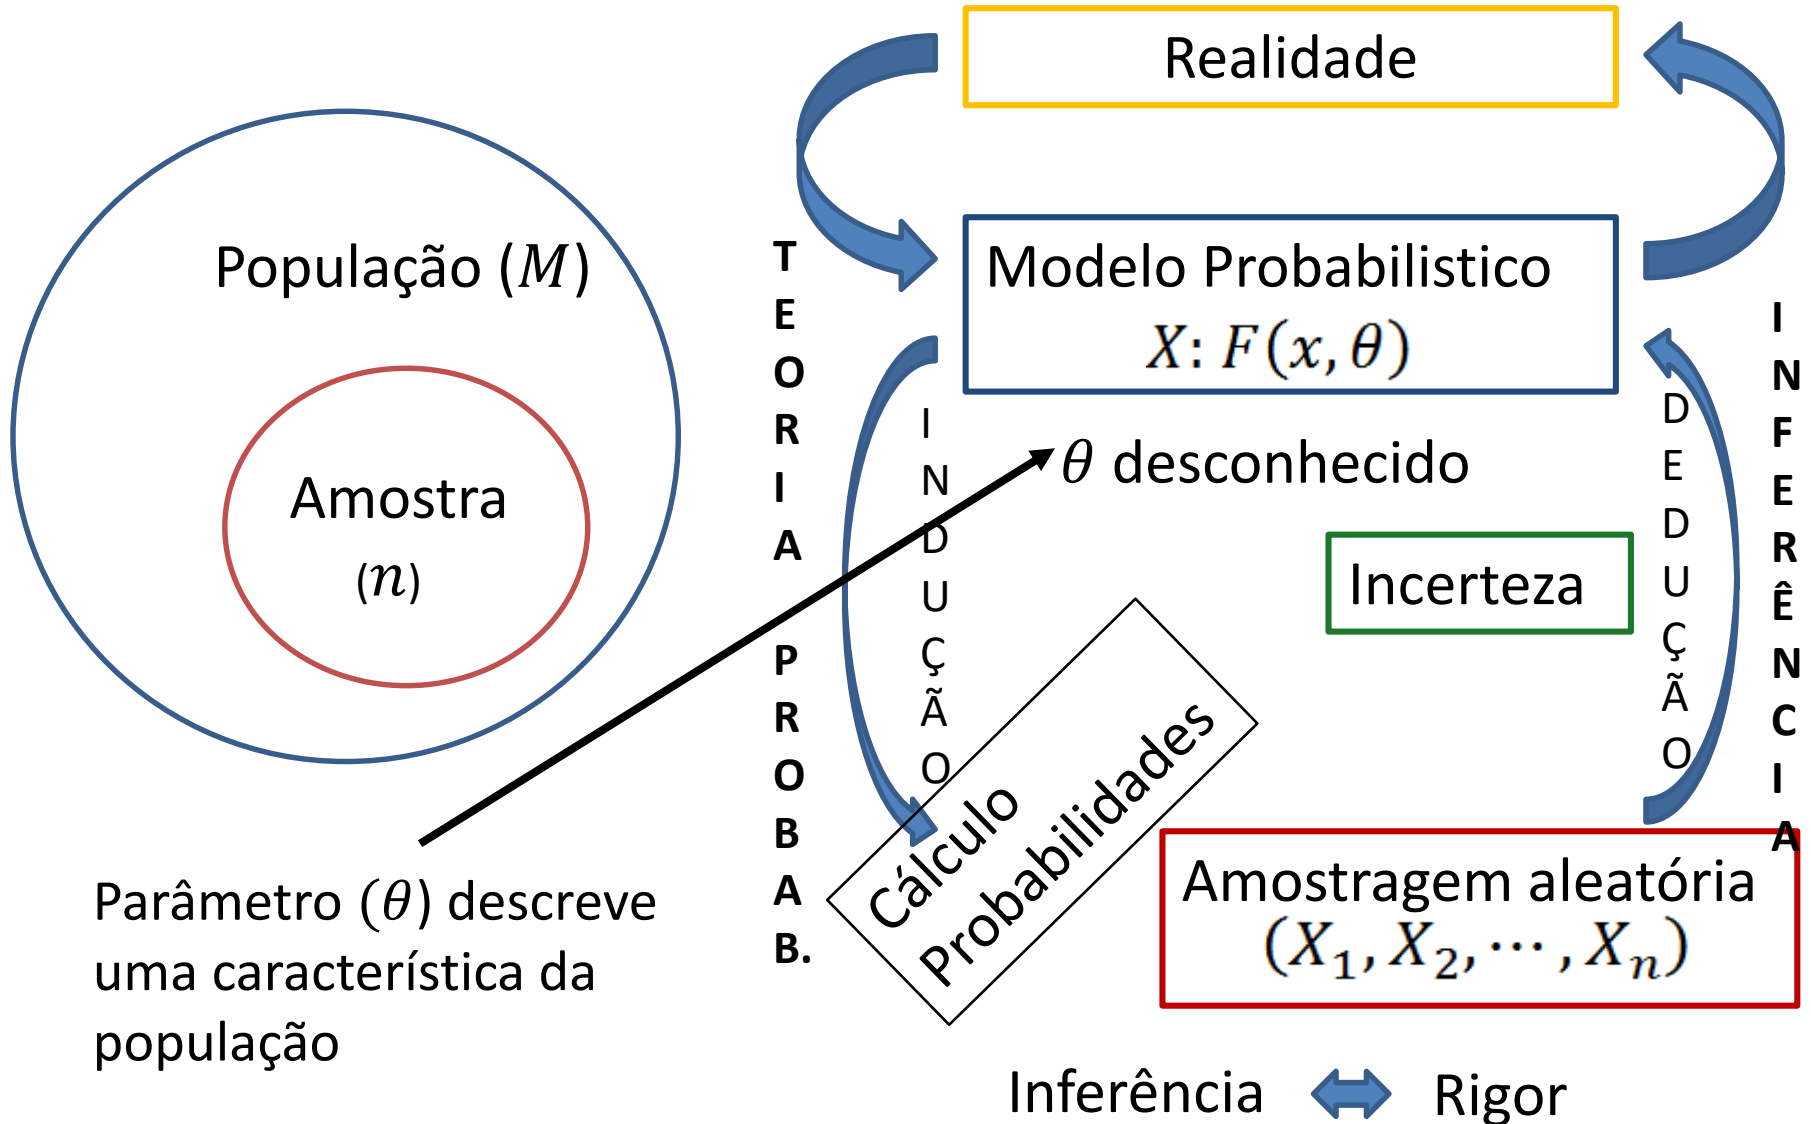 Realidade
População (M)
Modelo Probabilistico
X: F(x, θ)
Amostra
(n)
θ desconhecido
Incerteza
TEORIA PROBAB.
INDUÇÃO
DEDUÇÃO
INFERÊNCIA
Cálculo
Probabilidades
Amostragem aleatória
(X₁, X₂, ⋯ , Xₙ)
Parâmetro (θ) descreve
uma característica da
população
Inferência
Rigor